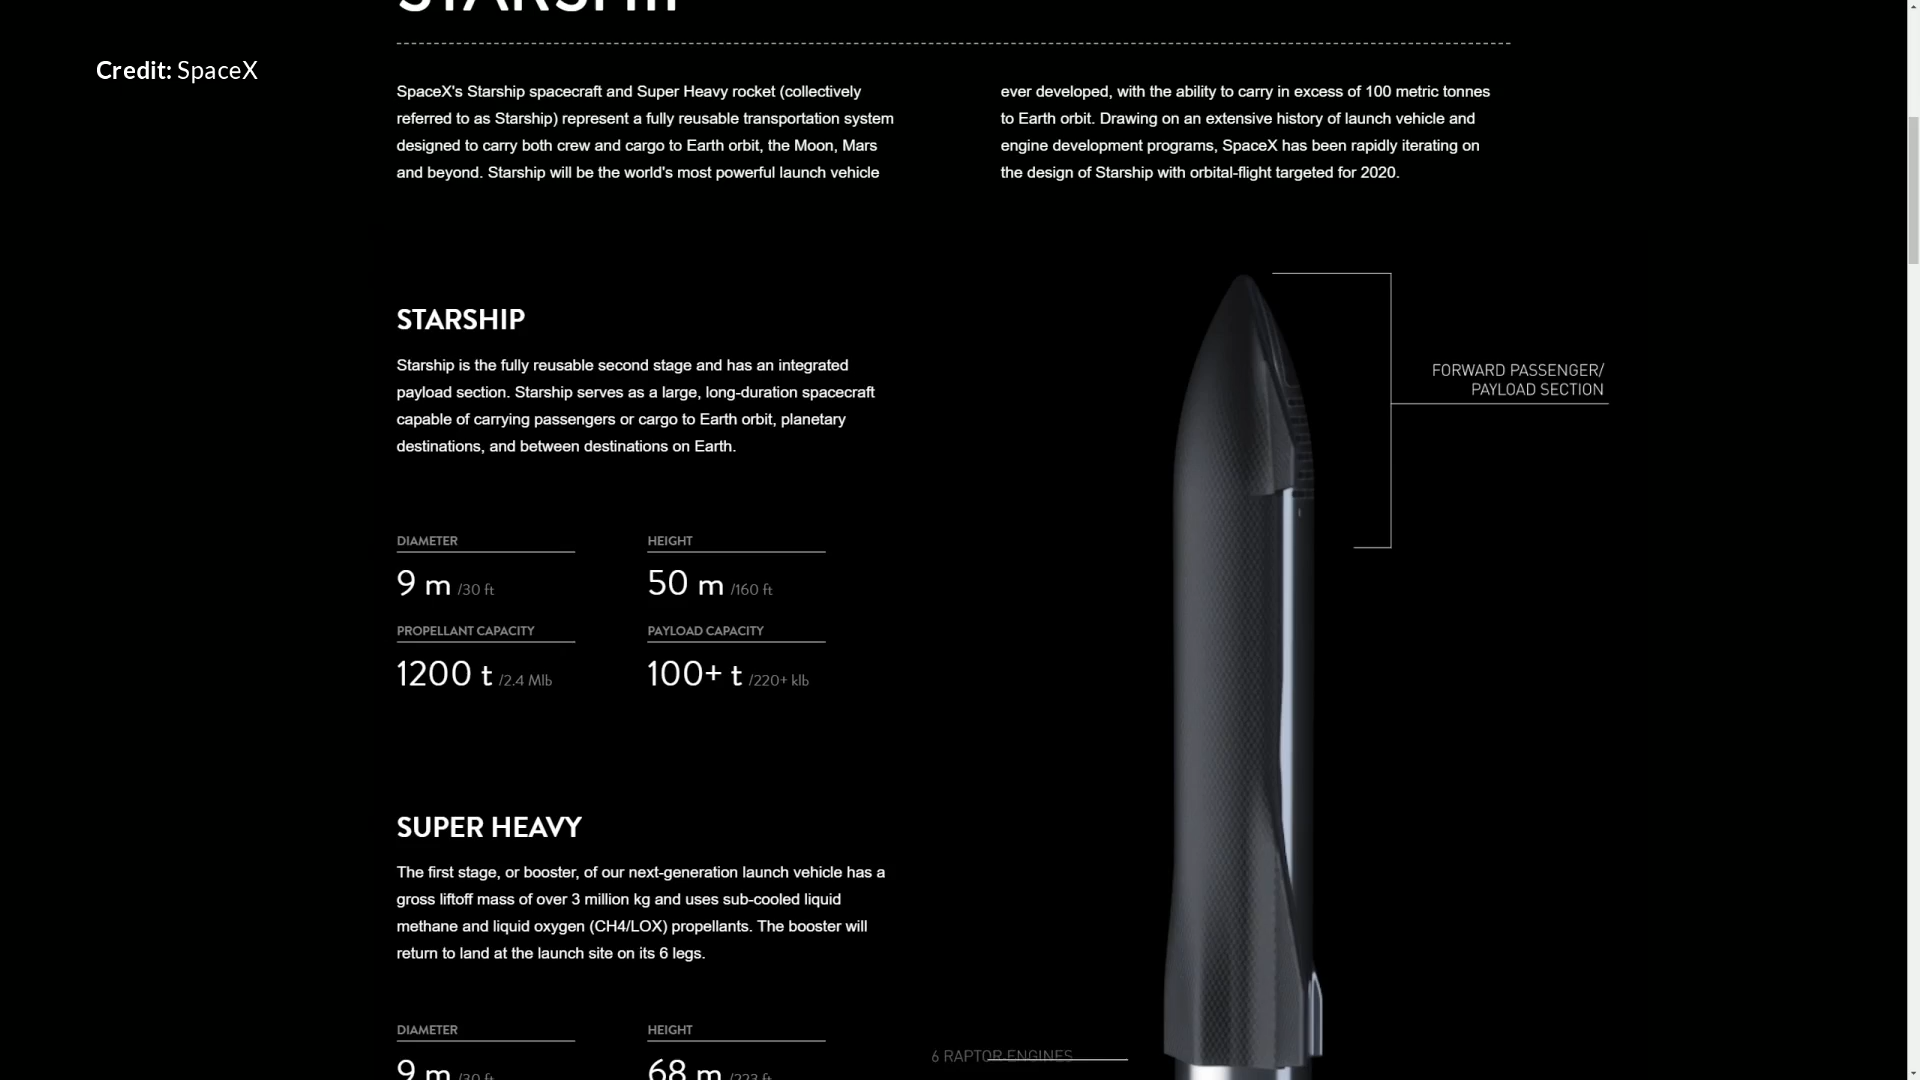 STARSHIP
Credit: SpaceX
SpaceX's Starship spacecraft and Super Heavy rocket (collectively
referred to as Starship) represent a fully reusable transportation system
designed to carry both crew and cargo to Earth orbit, the Moon, Mars
and beyond. Starship will be the world's most powerful launch vehicle
ever developed, with the ability to carry in excess of 100 metric tonnes
to Earth orbit. Drawing on an extensive history of launch vehicle and
engine development programs, SpaceX has been rapidly iterating on
the design of Starship with orbital-flight targeted for 2020.
STARSHIP
Starship is the fully reusable second stage and has an integrated
payload section. Starship serves as a large, long-duration spacecraft
capable of carrying passengers or cargo to Earth orbit, planetary
destinations, and between destinations on Earth.
DIAMETER
9 m /30 ft
HEIGHT
50 m /160 ft
PROPELLANT CAPACITY
1200 t /2.4 Mlb
PAYLOAD CAPACITY
100+ t /220+ klb
FORWARD PASSENGER/
PAYLOAD SECTION
SUPER HEAVY
The first stage, or booster, of our next-generation launch vehicle has a
gross liftoff mass of over 3 million kg and uses sub-cooled liquid
methane and liquid oxygen (CH4/LOX) propellants. The booster will
return to land at the launch site on its 6 legs.
DIAMETER
9 m /30 ft
HEIGHT
68 m /223 ft
6 RAPTOR ENGINES